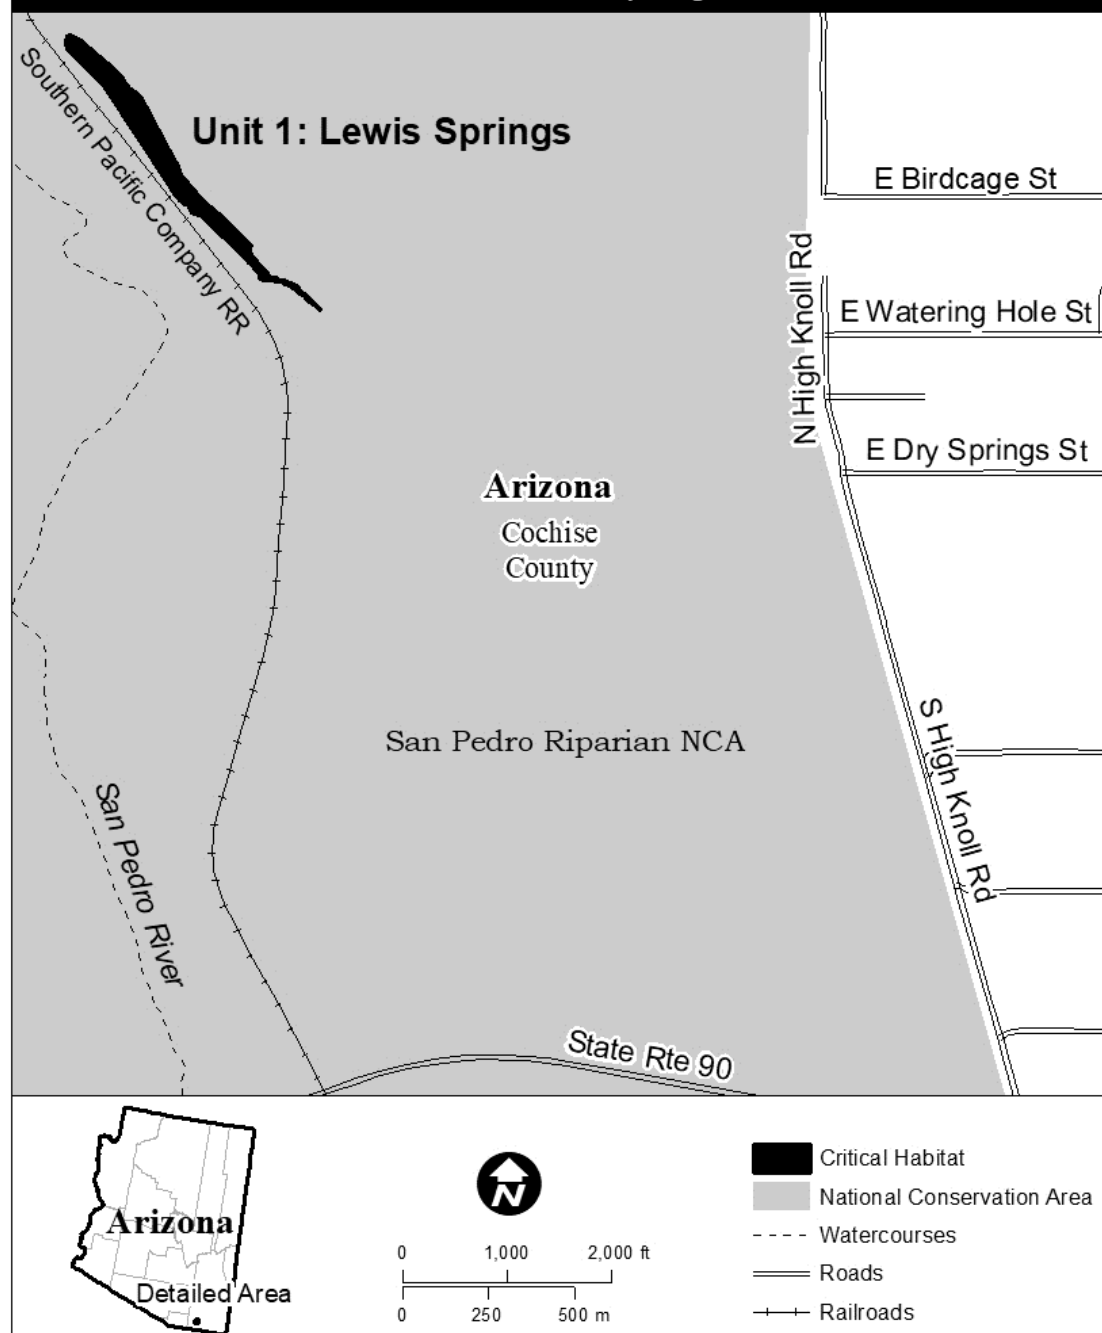 Southern Pacific Company RR
Unit 1: Lewis Springs
E Birdcage St
N High Knoll Rd
E Watering Hole St
E Dry Springs St
Arizona
Cochise
County
San Pedro Riparian NCA
S High Knoll Rd
San Pedro River
State Rte 90
Arizona
Detailed Area
N
0 1,000 2,000 ft
0 250 500 m
Critical Habitat
National Conservation Area
Watercourses
Roads
Railroads